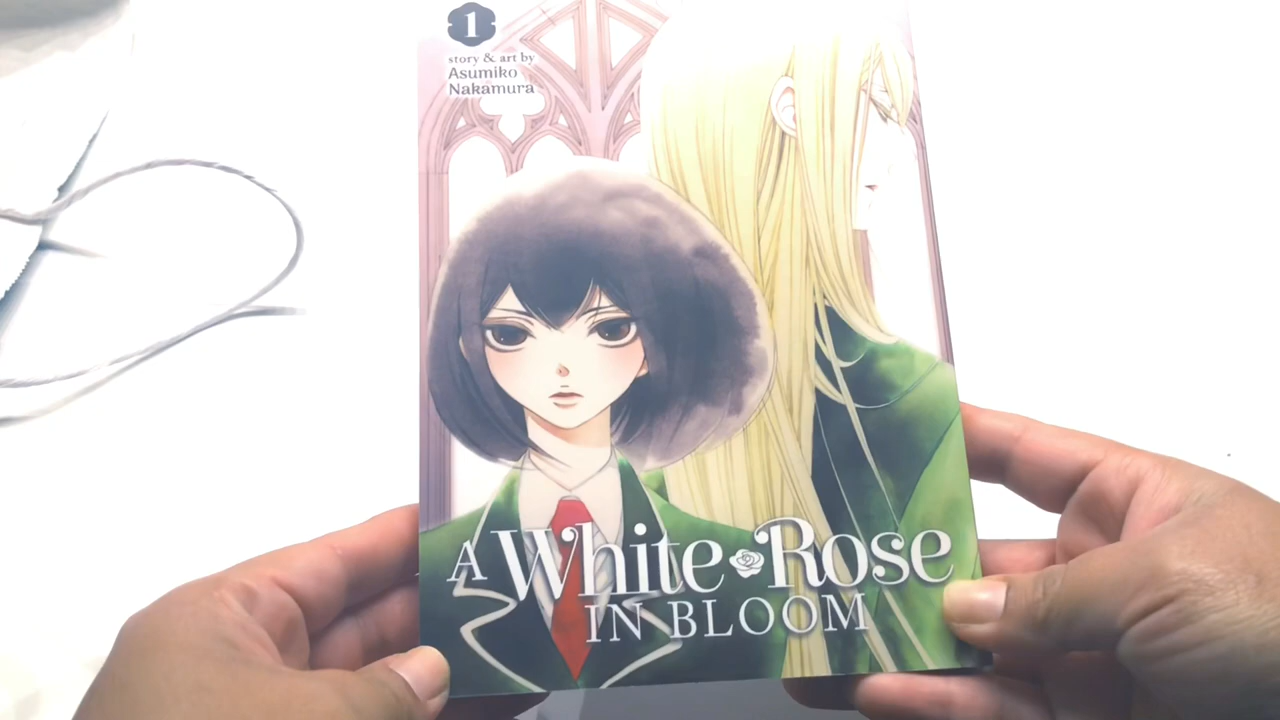 1
story & art by
Asumiko
Nakamura
A White Rose
IN BLOOM